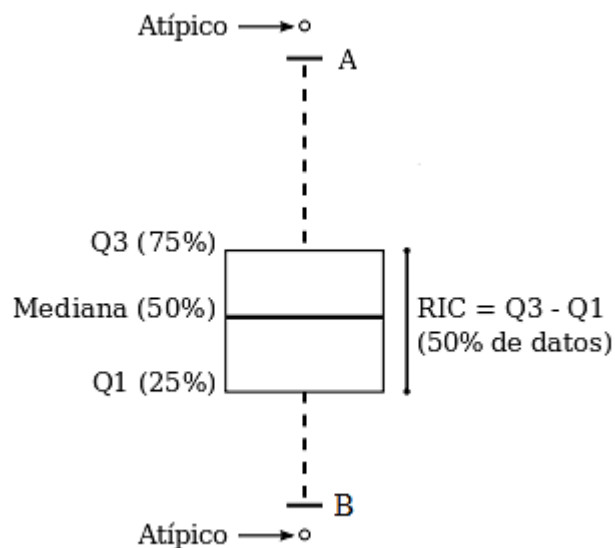 Atípico
A
Q3 (75%)
Mediana (50%)
RIC = Q3 - Q1
(50% de datos)
Q1 (25%)
B
Atípico